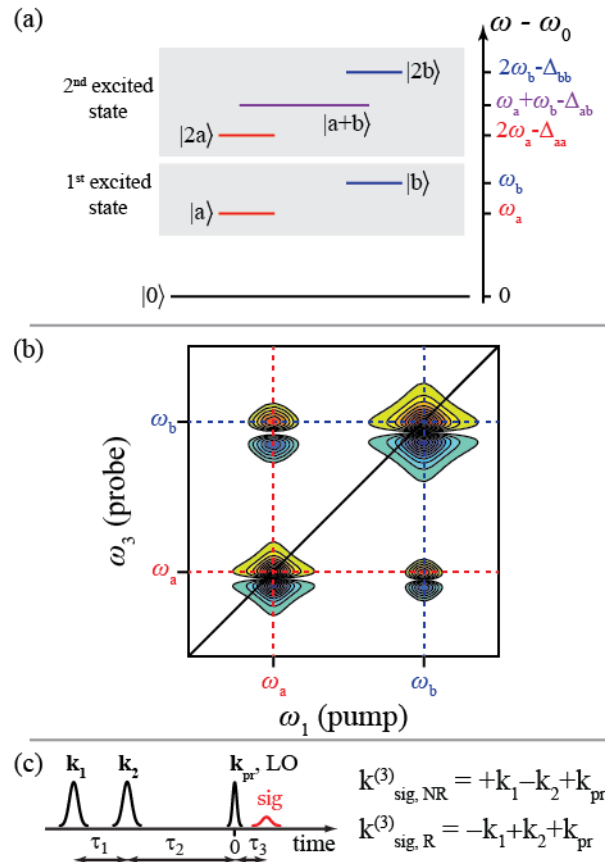 (a)
ω - ω₀
2nd excited state
|2b⟩
2ωb-Δbb
|a+b⟩
ωa+ωb-Δab
|2a⟩
2ωa-Δaa
1st excited state
|b⟩
ωb
|a⟩
ωa
|0⟩
0
(b)
ωb
ω₃ (probe)
ωa
ωa
ωb
ω₁ (pump)
(c)
k₁
k₂
kpr, LO
sig
τ₁
τ₂
0
τ₃
time
k(3)sig, NR = +k₁-k₂+kpr
k(3)sig, R = -k₁+k₂+kpr